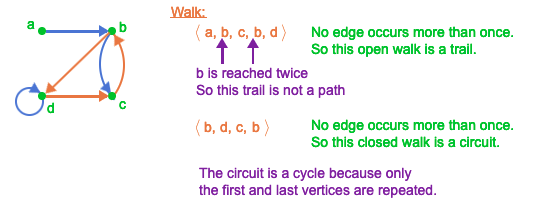 Walk:
a
b
d
c
⟨ a, b, c, b, d ⟩
No edge occurs more than once.
So this open walk is a trail.
b is reached twice
So this trail is not a path
⟨ b, d, c, b ⟩
No edge occurs more than once.
So this closed walk is a circuit.
The circuit is a cycle because only
the first and last vertices are repeated.